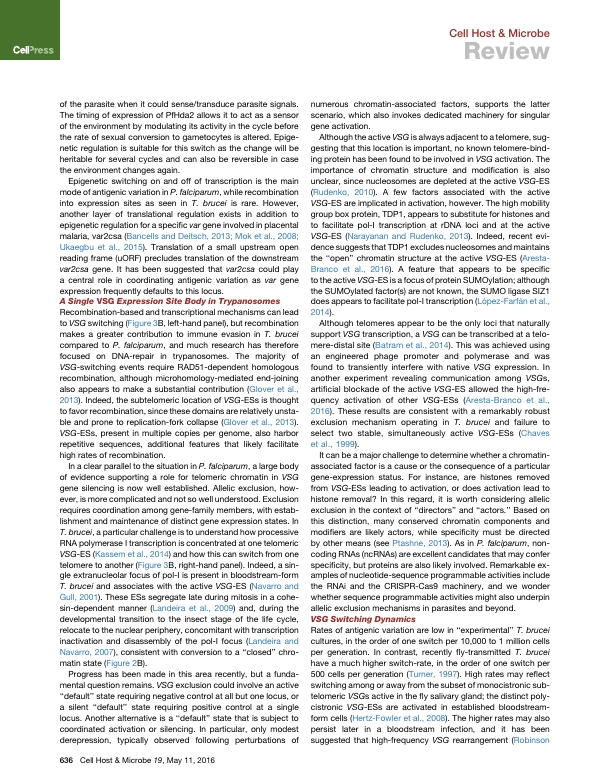 CellPress
Cell Host & Microbe
Review
of the parasite when it could sense/transduce parasite signals.
The timing of expression of PfHda2 allows it to act as a sensor
of the environment by modulating its activity in the cycle before
the rate of sexual conversion to gametocytes is altered. Epige-
netic regulation is suitable for this switch as the change will be
heritable for several cycles and can also be reversible in case
the environment changes again.
Epigenetic switching on and off of transcription is the main
mode of antigenic variation in P. falciparum, while recombination
into expression sites as seen in T. brucei is rare. However,
another layer of translational regulation exists in addition to
epigenetic regulation for a specific var gene involved in placental
malaria, var2csa (Bancells and Deitsch, 2013; Mok et al., 2008;
Ukaegbu et al., 2015). Translation of a small upstream open
reading frame (uORF) precludes translation of the downstream
var2csa gene. It has been suggested that var2csa could play
a central role in coordinating antigenic variation as var gene
expression frequently defaults to this locus.
A Single VSG Expression Site Body in Trypanosomes
Recombination-based and transcriptional mechanisms can lead
to VSG switching (Figure 3B, left-hand panel), but recombination
makes a greater contribution to immune evasion in T. brucei
compared to P. falciparum, and much research has therefore
focused on DNA-repair in trypanosomes. The majority of
VSG-switching events require RAD51-dependent homologous
recombination, although microhomology-mediated end-joining
also appears to make a substantial contribution (Glover et al.,
2013). Indeed, the subtelomeric location of VSG-ESs is thought
to favor recombination, since these domains are relatively unsta-
ble and prone to replication-fork collapse (Glover et al., 2013).
VSG-ESs, present in multiple copies per genome, also harbor
repetitive sequences, additional features that likely facilitate
high rates of recombination.
In a clear parallel to the situation in P. falciparum, a large body
of evidence supporting a role for telomeric chromatin in VSG
gene silencing is now well established. Allelic exclusion, how-
ever, is more complicated and not so well understood. Exclusion
requires coordination among gene-family members, with estab-
lishment and maintenance of distinct gene expression states. In
T. brucei, a particular challenge is to understand how processive
RNA polymerase I transcription is concentrated at one telomeric
VSG-ES (Kassem et al., 2014) and how this can switch from one
telomere to another (Figure 3B, right-hand panel). Indeed, a sin-
gle extranucleolar focus of pol-I is present in bloodstream-form
T. brucei and associates with the active VSG-ES (Navarro and
Gull, 2001). These ESs segregate late during mitosis in a cohe-
sin-dependent manner (Landeira et al., 2009) and, during the
developmental transition to the insect stage of the life cycle,
relocate to the nuclear periphery, concomitant with transcription
inactivation and disassembly of the pol-I focus (Landeira and
Navarro, 2007), consistent with conversion to a "closed" chro-
matin state (Figure 2B).
Progress has been made in this area recently, but a funda-
mental question remains. VSG exclusion could involve an active
"default" state requiring negative control at all but one locus, or
a silent "default" state requiring positive control at a single
locus. Another alternative is a "default" state that is subject to
coordinated activation or silencing. In particular, only modest
derepression, typically observed following perturbations of
numerous chromatin-associated factors, supports the latter
scenario, which also invokes dedicated machinery for singular
gene activation.
Although the active VSG is always adjacent to a telomere, sug-
gesting that this location is important, no known telomere-bind-
ing protein has been found to be involved in VSG activation. The
importance of chromatin structure and modification is also
unclear, since nucleosomes are depleted at the active VSG-ES
(Rudenko, 2010). A few factors associated with the active
VSG-ES are implicated in activation, however. The high mobility
group box protein, TDP1, appears to substitute for histones and
to facilitate pol-I transcription at rDNA loci and at the active
VSG-ES (Narayanan and Rudenko, 2013). Indeed, recent evi-
dence suggests that TDP1 excludes nucleosomes and maintains
the "open" chromatin structure at the active VSG-ES (Aresta-
Branco et al., 2016). A feature that appears to be specific
to the active VSG-ES is a focus of protein SUMOylation; although
the SUMOylated factor(s) are not known, the SUMO ligase SIZ1
does appears to facilitate pol-I transcription (López-Farfán et al.,
2014).
Although telomeres appear to be the only loci that naturally
support VSG transcription, a VSG can be transcribed at a telo-
mere-distal site (Batram et al., 2014). This was achieved using
an engineered phage promoter and polymerase and was
found to transiently interfere with native VSG expression. In
another experiment revealing communication among VSGs,
artificial blockade of the active VSG-ES allowed the high-fre-
quency activation of other VSG-ESs (Aresta-Branco et al.,
2016). These results are consistent with a remarkably robust
exclusion mechanism operating in T. brucei and failure to
select two stable, simultaneously active VSG-ESs (Chaves
et al., 1999).
It can be a major challenge to determine whether a chromatin-
associated factor is a cause or the consequence of a particular
gene-expression status. For instance, are histones removed
from VSG-ESs leading to activation, or does activation lead to
histone removal? In this regard, it is worth considering allelic
exclusion in the context of "directors" and "actors." Based on
this distinction, many conserved chromatin components and
modifiers are likely actors, while specificity must be directed
by other means (see Ptashne, 2013). As in P. falciparum, non-
coding RNAs (ncRNAs) are excellent candidates that may confer
specificity, but proteins are also likely involved. Remarkable ex-
amples of nucleotide-sequence programmable activities include
the RNAi and the CRISPR-Cas9 machinery, and we wonder
whether sequence programmable activities might also underpin
allelic exclusion mechanisms in parasites and beyond.
VSG Switching Dynamics
Rates of antigenic variation are low in "experimental" T. brucei
cultures, in the order of one switch per 10,000 to 1 million cells
per generation. In contrast, recently fly-transmitted T. brucei
have a much higher switch-rate, in the order of one switch per
500 cells per generation (Turner, 1997). High rates may reflect
switching among or away from the subset of monocistronic sub-
telomeric VSGs active in the fly salivary gland; the distinct poly-
cistronic VSG-ESs are activated in established bloodstream-
form cells (Hertz-Fowler et al., 2008). The higher rates may also
persist later in a bloodstream infection, and it has been
suggested that high-frequency VSG rearrangement (Robinson
636 Cell Host & Microbe 19, May 11, 2016